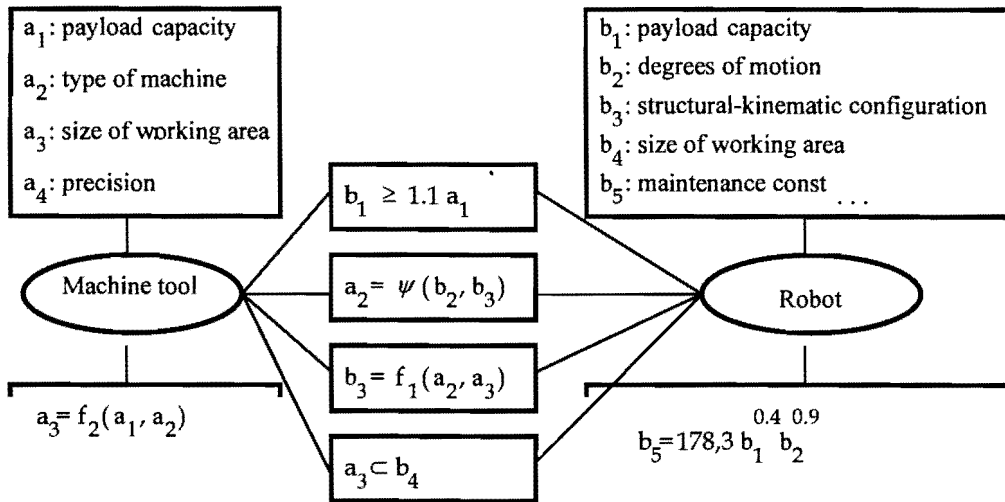 a₁: payload capacity
a₂: type of machine
a₃: size of working area
a₄: precision
b₁: payload capacity
b₂: degrees of motion
b₃: structural-kinematic configuration
b₄: size of working area
b₅: maintenance const
. . .
b₁ ≥ 1.1 a₁
a₂ = ψ (b₂, b₃)
b₃ = f₁(a₂, a₃)
a₃ ⊂ b₄
Machine tool
Robot
a₃= f₂(a₁, a₂)
b₅=178,3 b₁^0.4 b₂^0.9